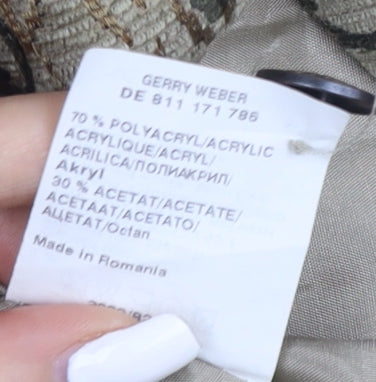 GERRY WEBER
DE 811 171 786
70 % POLYACRYL/ACRYLIC
ACRYLIQUE/ACRYL/
ACRILICA/ПОЛИАКРИЛ/
Akryl
30 % ACETAT/ACETATE/
ACETAAT/ACETATO/
АЦЕТАТ/Octan
Made in Romania